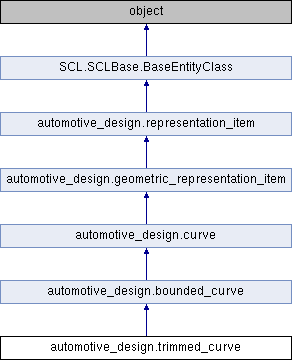 object
SCL.SCLBase.BaseEntityClass
automotive_design.representation_item
automotive_design.geometric_representation_item
automotive_design.curve
automotive_design.bounded_curve
automotive_design.trimmed_curve